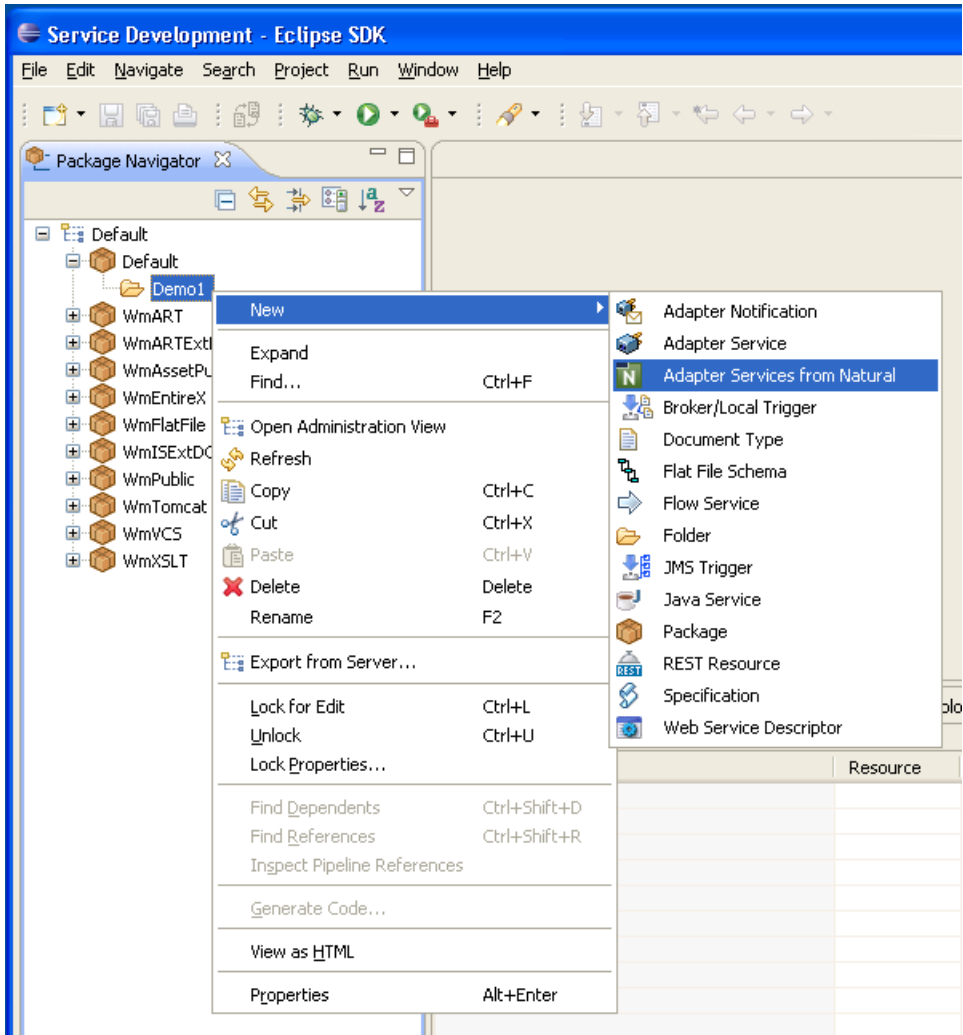 Service Development - Eclipse SDK
File Edit Navigate Search Project Run Window Help
Package Navigator
Default
Default
Demo1
WmART
WmARTExt
WmAssetPu
WmEntireX
WmFlatFile
WmISExtDC
WmPublic
WmTomcat
WmVCS
WmXSLT
New
Expand
Find... Ctrl+F
Open Administration View
Refresh
Copy Ctrl+C
Cut Ctrl+X
Paste Ctrl+V
Delete Delete
Rename F2
Export from Server...
Lock for Edit Ctrl+L
Unlock Ctrl+U
Lock Properties...
Find Dependents Ctrl+Shift+D
Find References Ctrl+Shift+R
Inspect Pipeline References
Generate Code...
View as HTML
Properties Alt+Enter
Adapter Notification
Adapter Service
N Adapter Services from Natural
Broker/Local Trigger
Document Type
Flat File Schema
Flow Service
Folder
JMS Trigger
Java Service
Package
REST REST Resource
Specification
Web Service Descriptor
plo
Resource